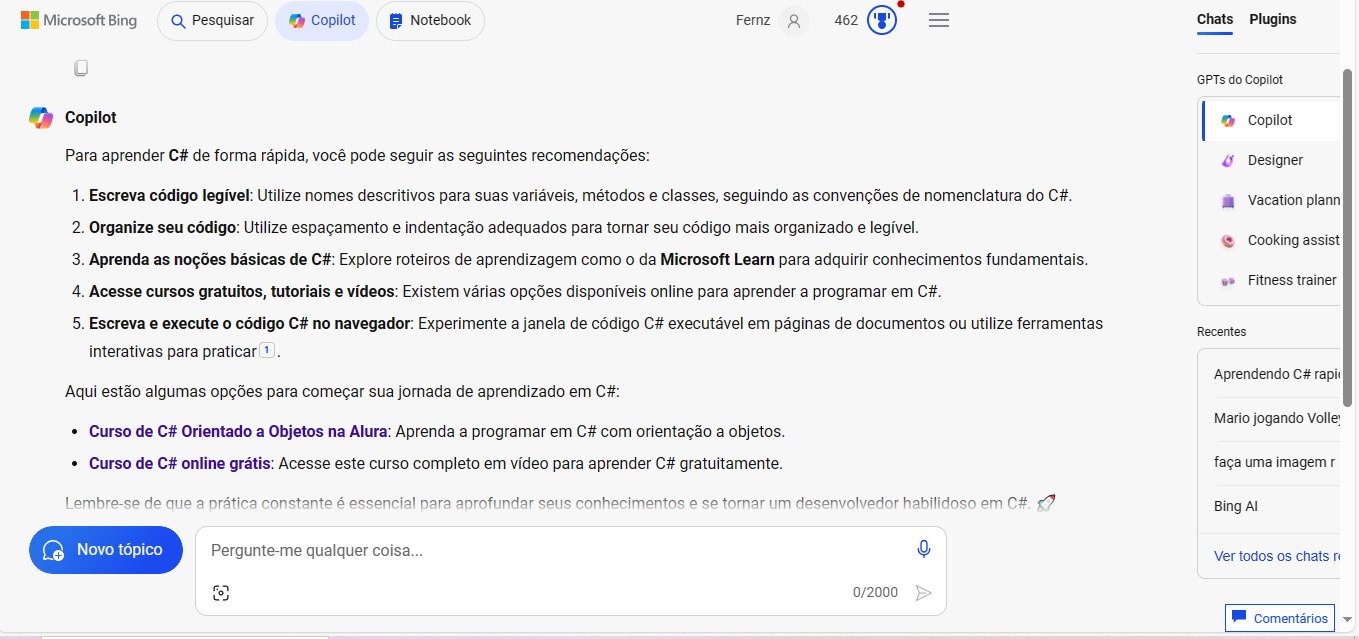 Microsoft Bing
Pesquisar
Copilot
Notebook
Fernz
462
Copilot
Para aprender C# de forma rápida, você pode seguir as seguintes recomendações:
1. Escreva código legível: Utilize nomes descritivos para suas variáveis, métodos e classes, seguindo as convenções de nomenclatura do C#.
2. Organize seu código: Utilize espaçamento e indentação adequados para tornar seu código mais organizado e legível.
3. Aprenda as noções básicas de C#: Explore roteiros de aprendizagem como o da Microsoft Learn para adquirir conhecimentos fundamentais.
4. Acesse cursos gratuitos, tutoriais e vídeos: Existem várias opções disponíveis online para aprender a programar em C#.
5. Escreva e execute o código C# no navegador: Experimente a janela de código C# executável em páginas de documentos ou utilize ferramentas
interativas para praticar 1 .
Aqui estão algumas opções para começar sua jornada de aprendizado em C#:
• Curso de C# Orientado a Objetos na Alura: Aprenda a programar em C# com orientação a objetos.
• Curso de C# online grátis: Acesse este curso completo em vídeo para aprender C# gratuitamente.
Lembre-se de que a prática constante é essencial para aprofundar seus conhecimentos e se tornar um desenvolvedor habilidoso em C#. 🚀
Novo tópico
Pergunte-me qualquer coisa...
0/2000
Chats
Plugins
GPTs do Copilot
Copilot
Designer
Vacation plann
Cooking assist
Fitness trainer
Recentes
Aprendendo C# rapi
Mario jogando Volley
faça uma imagem r
Bing AI
Ver todos os chats r
Comentários